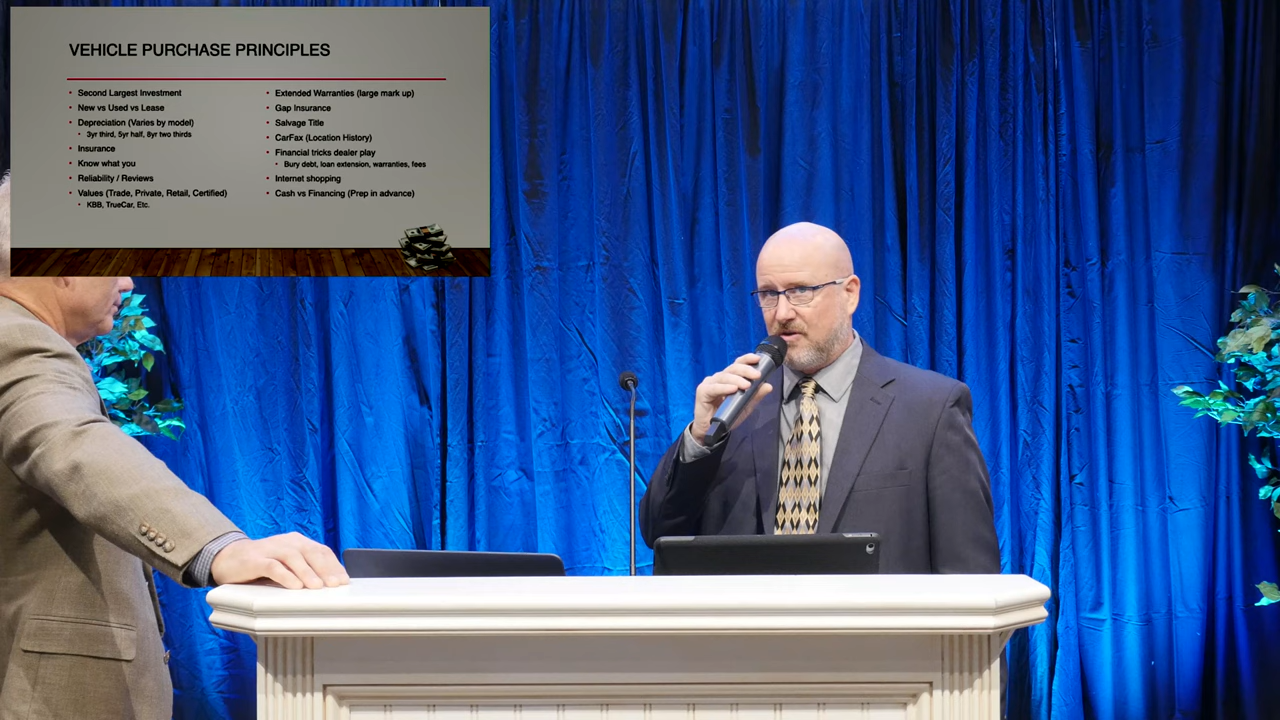 VEHICLE PURCHASE PRINCIPLES
• Second Largest Investment
• New vs Used vs Lease
• Depreciation (Varies by model)
• 3yr third, 5yr half, 8yr two thirds
• Insurance
• Know what you
• Reliability / Reviews
• Values (Trade, Private, Retail, Certified)
• KBB, TrueCar, Etc.
• Extended Warranties (large mark up)
• Gap Insurance
• Salvage Title
• CarFax (Location History)
• Financial tricks dealer play
• Bury debt, loan extension, warranties, fees
• Internet shopping
• Cash vs Financing (Prep in advance)